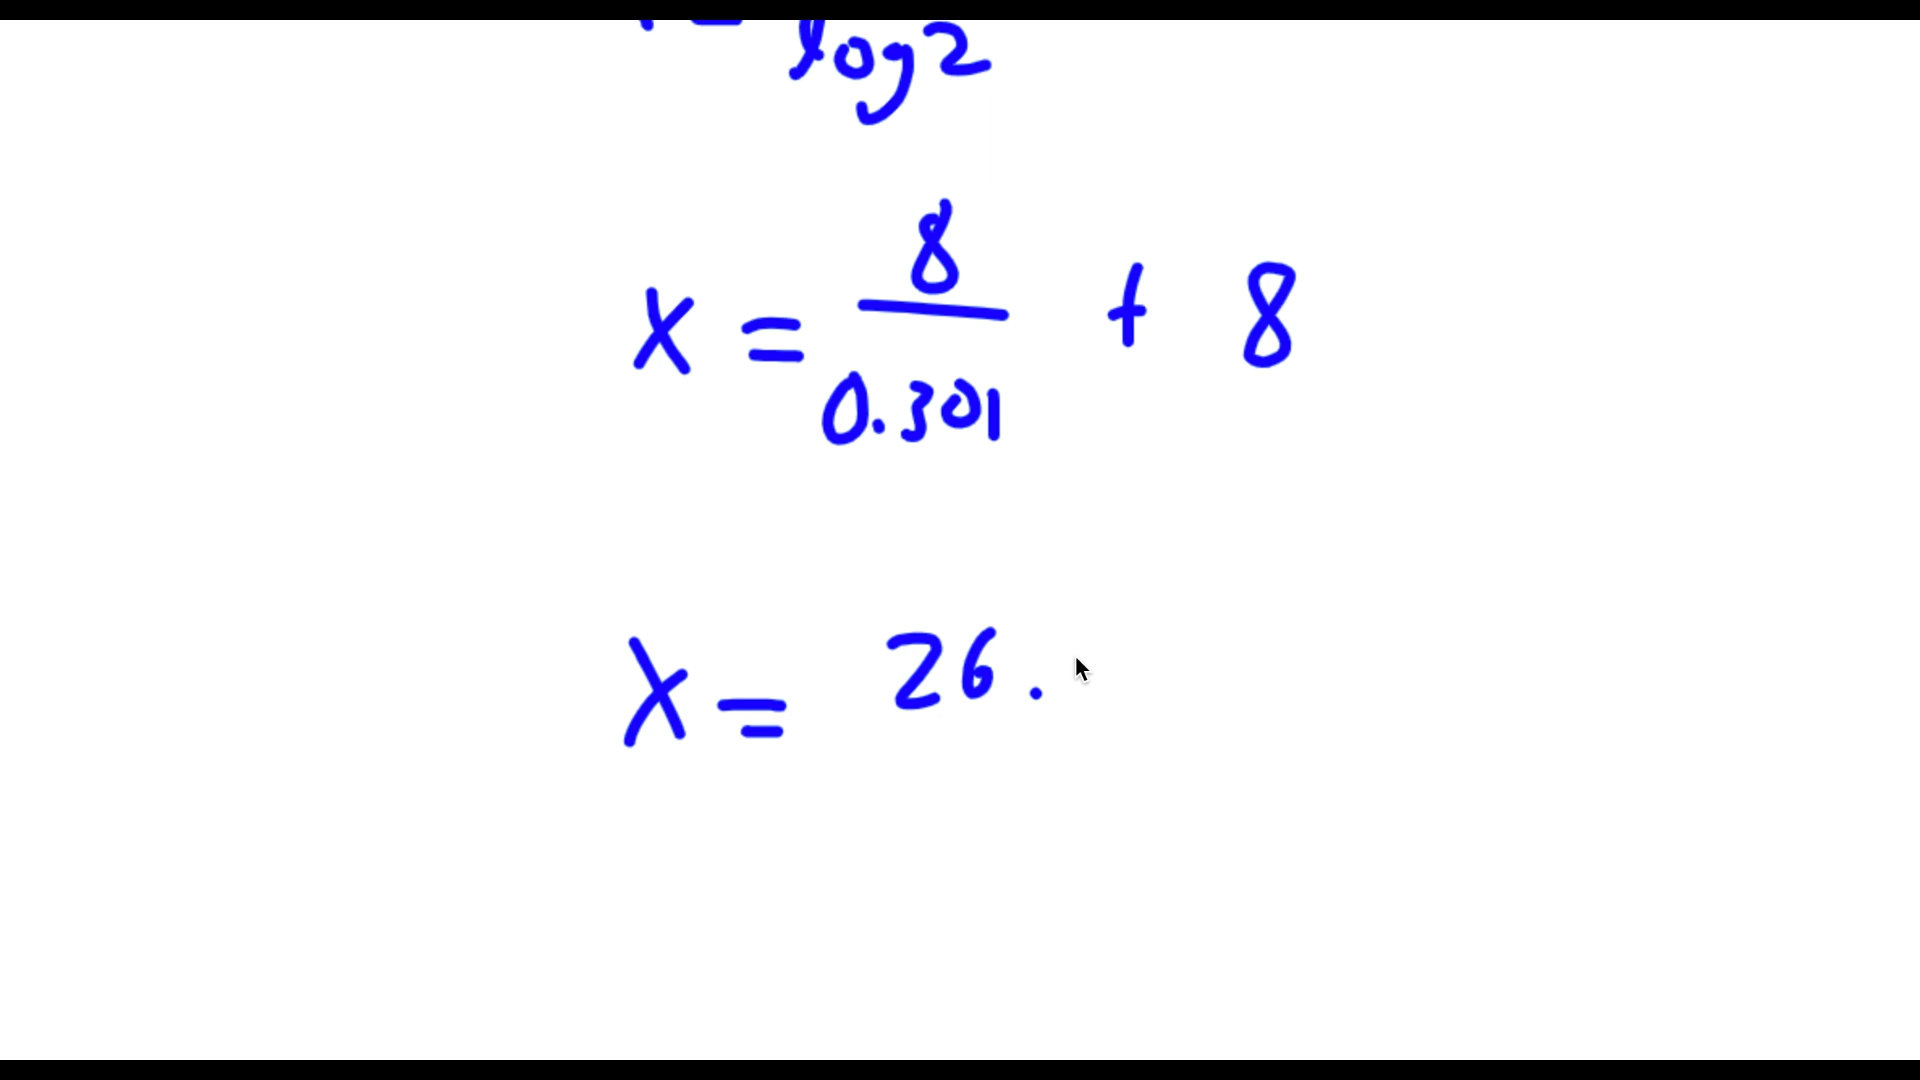 log2
x = 8/0.301 + 8
x = 26.